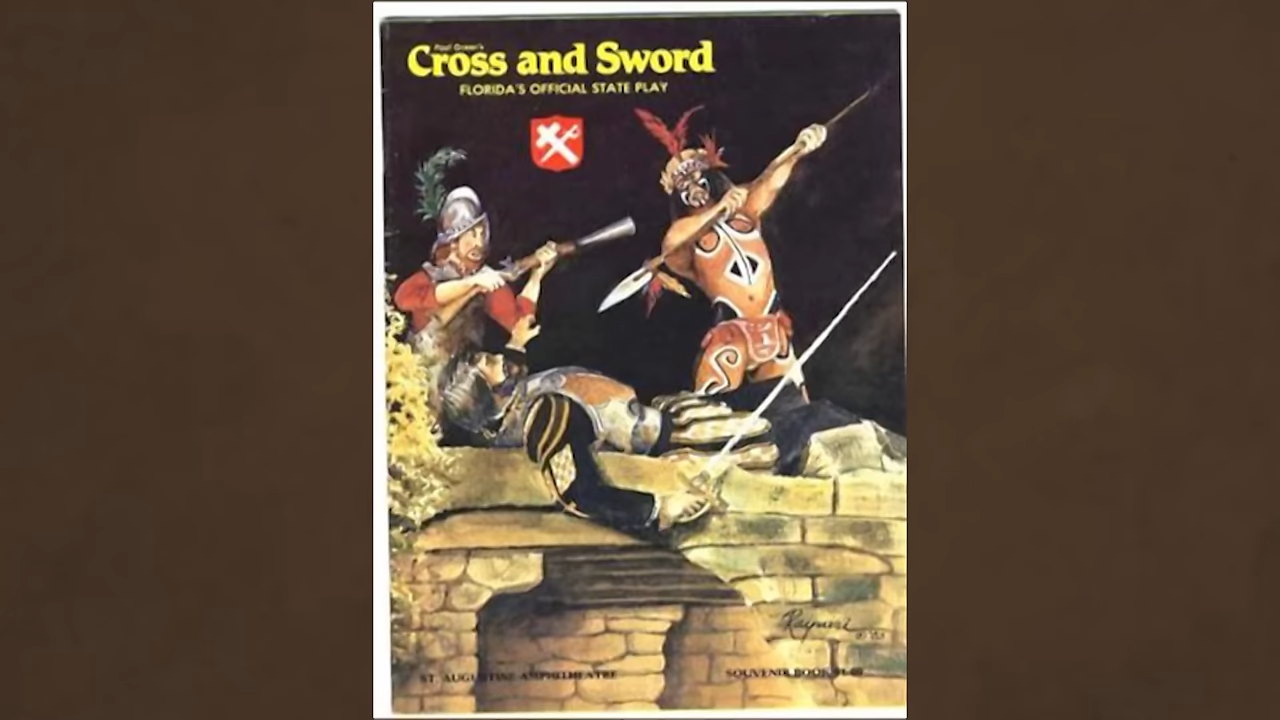 Paul Green's
Cross and Sword
FLORIDA'S OFFICIAL STATE PLAY
ST. AUGUSTINE AMPHITHEATRE
SOUVENIR BOOK